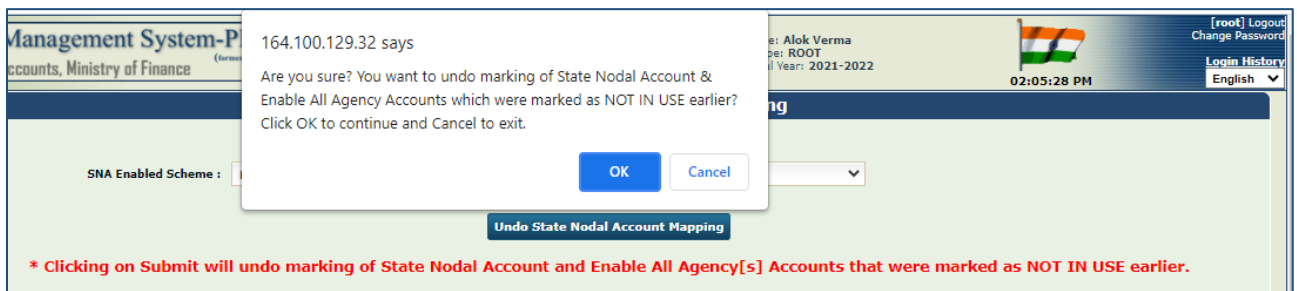 Management System-P
(form
ccounts, Ministry of Finance
164.100.129.32 says
Are you sure? You want to undo marking of State Nodal Account &
Enable All Agency Accounts which were marked as NOT IN USE earlier?
Click OK to continue and Cancel to exit.
OK Cancel
e: Alok Verma
pe: ROOT
l Year: 2021-2022
02:05:28 PM
[root] Logout
Change Password
Login History
English
ng
SNA Enabled Scheme :
Undo State Nodal Account Mapping
* Clicking on Submit will undo marking of State Nodal Account and Enable All Agency[s] Accounts that were marked as NOT IN USE earlier.